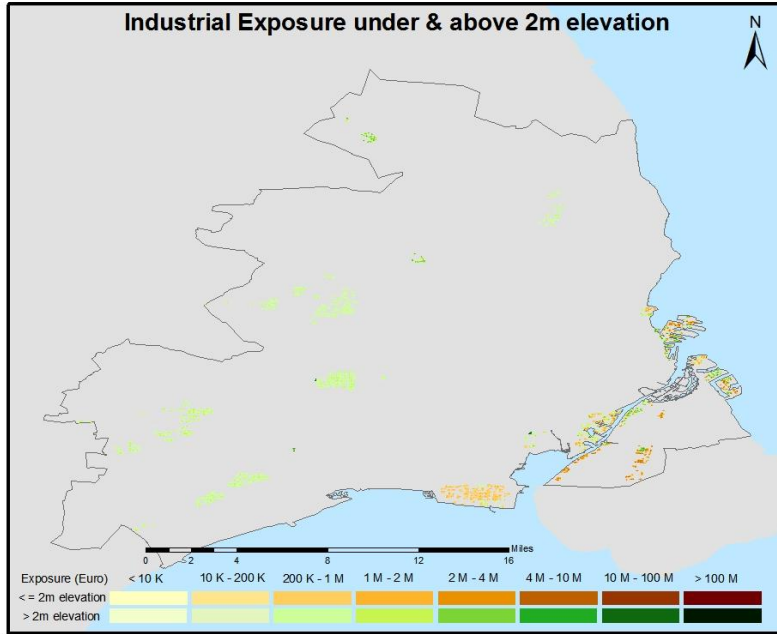 Industrial Exposure under & above 2m elevation
N
Miles
0 2 4 8 12 16
Exposure (Euro) < 10 K 10 K - 200 K 200 K - 1 M 1 M - 2 M 2 M - 4 M 4 M - 10 M 10 M - 100 M > 100 M
< = 2m elevation
> 2m elevation